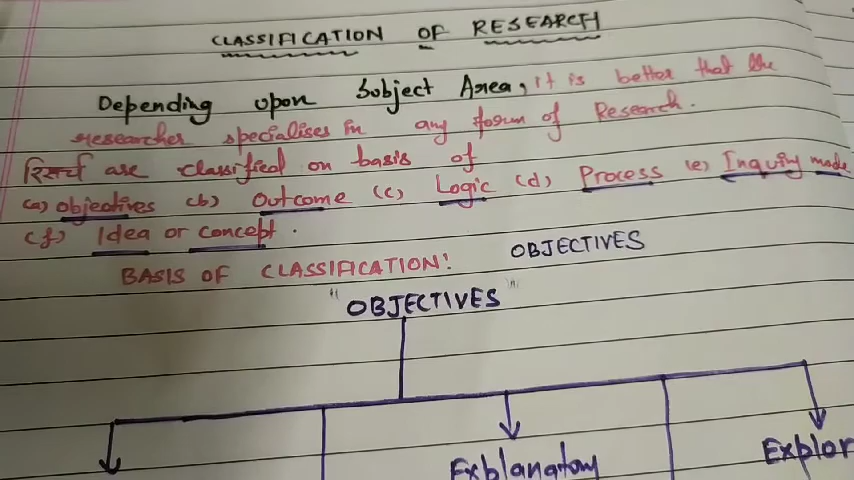 CLASSIFICATION OF RESEARCH
Depending upon Subject Area, it is better that the
researcher specialises in any form of Research.
रिसर्च are classified on basis of
(a) objectives (b) Outcome (c) Logic (d) Process (e) Inquiry made
(f) Idea or concept.
BASIS OF CLASSIFICATION: OBJECTIVES
"OBJECTIVES"
Explanatory Explor